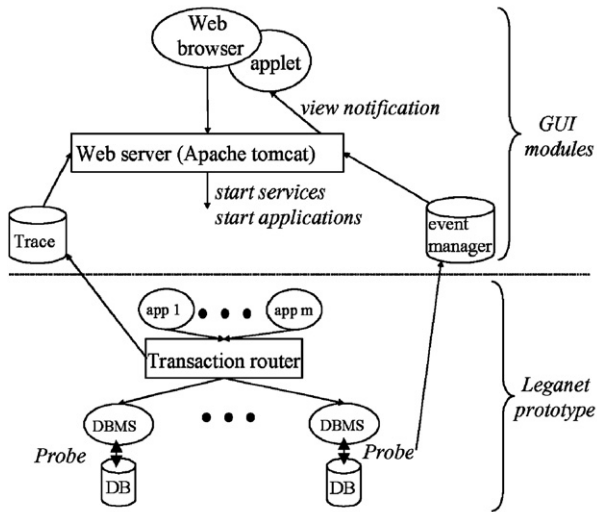 Web
browser
applet
view notification
GUI
modules
Web server (Apache tomcat)
start services
start applications
Trace
event
manager
app 1
app m
Transaction router
Leganet
prototype
DBMS
DBMS
Probe
Probe
DB
DB